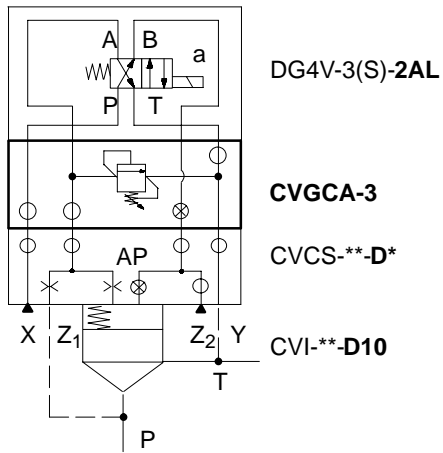 A B
a
P T
DG4V-3(S)-2AL
CVGCA-3
CVCS-**-D*
AP
X Z1 Z2 Y
CVI-**-D10
T
P